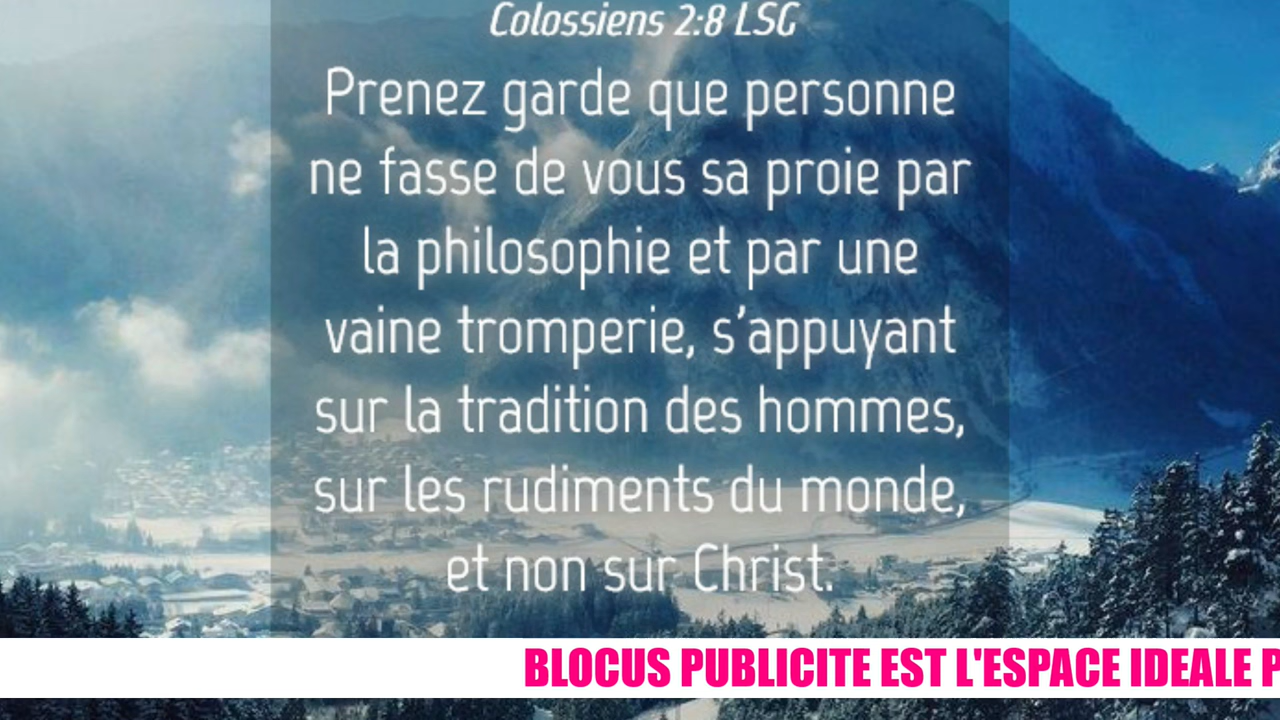 Colossiens 2:8 LSG
Prenez garde que personne
ne fasse de vous sa proie par
la philosophie et par une
vaine tromperie, s'appuyant
sur la tradition des hommes,
sur les rudiments du monde,
et non sur Christ.
BLOCUS PUBLICITE EST L'ESPACE IDEALE P